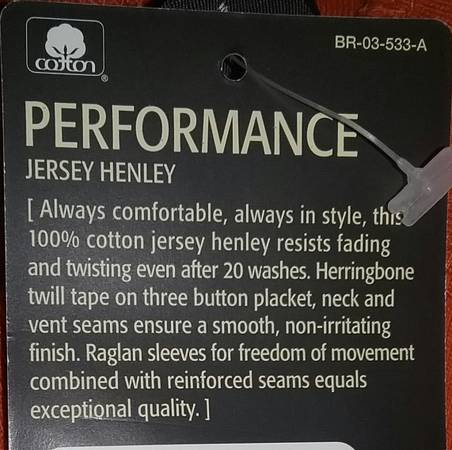 BR-03-533-A
cotton
®
PERFORMANCE
JERSEY HENLEY
[ Always comfortable, always in style, this
100% cotton jersey henley resists fading
and twisting even after 20 washes. Herringbone
twill tape on three button placket, neck and
vent seams ensure a smooth, non-irritating
finish. Raglan sleeves for freedom of movement
combined with reinforced seams equals
exceptional quality. ]